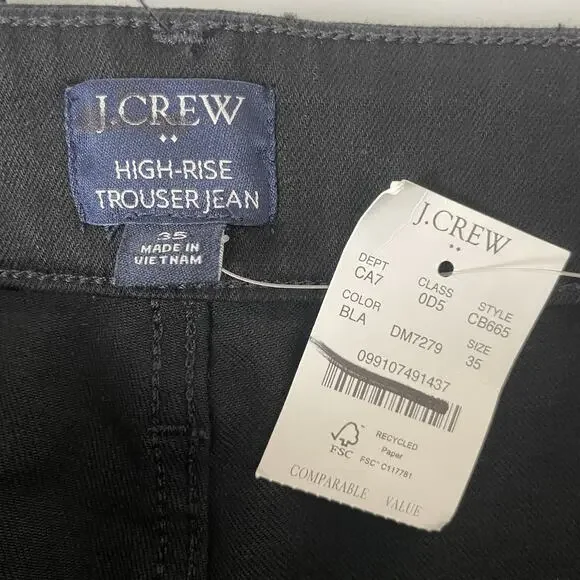 J.CREW
HIGH-RISE
TROUSER JEAN
35
MADE IN
VIETNAM
J.CREW
DEPT CLASS STYLE
CA7 0D5 CB665
COLOR SIZE
BLA DM7279 35
099107491437
FSC
RECYCLED
Paper
FSC™ C117781
COMPARABLE VALUE